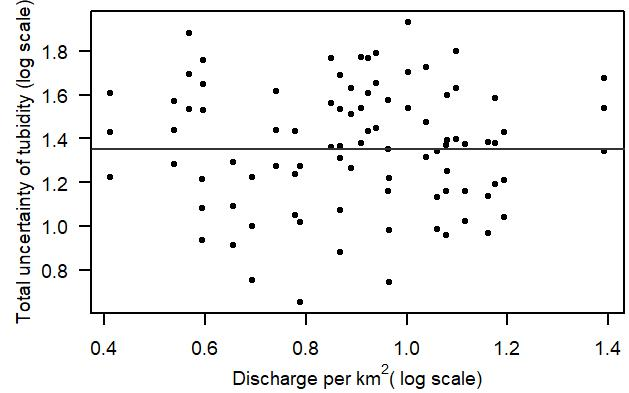 Total uncertainty of tubidity (log scale)
1.8
1.6
1.4
1.2
1.0
0.8
0.4 0.6 0.8 1.0 1.2 1.4
Discharge per km²( log scale)